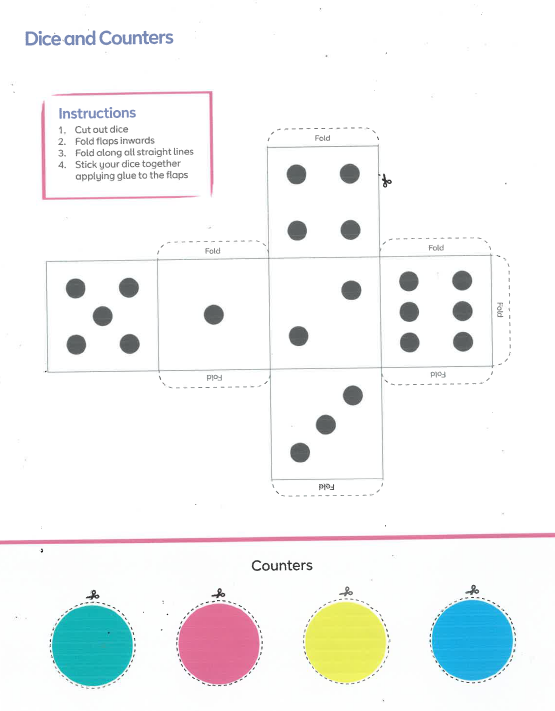 Dice and Counters
Instructions
1. Cut out dice
2. Fold flaps inwards
3. Fold along all straight lines
4. Stick your dice together
applying glue to the flaps
Fold
Fold
Fold
Fold
Fold
Fold
Fold
Counters